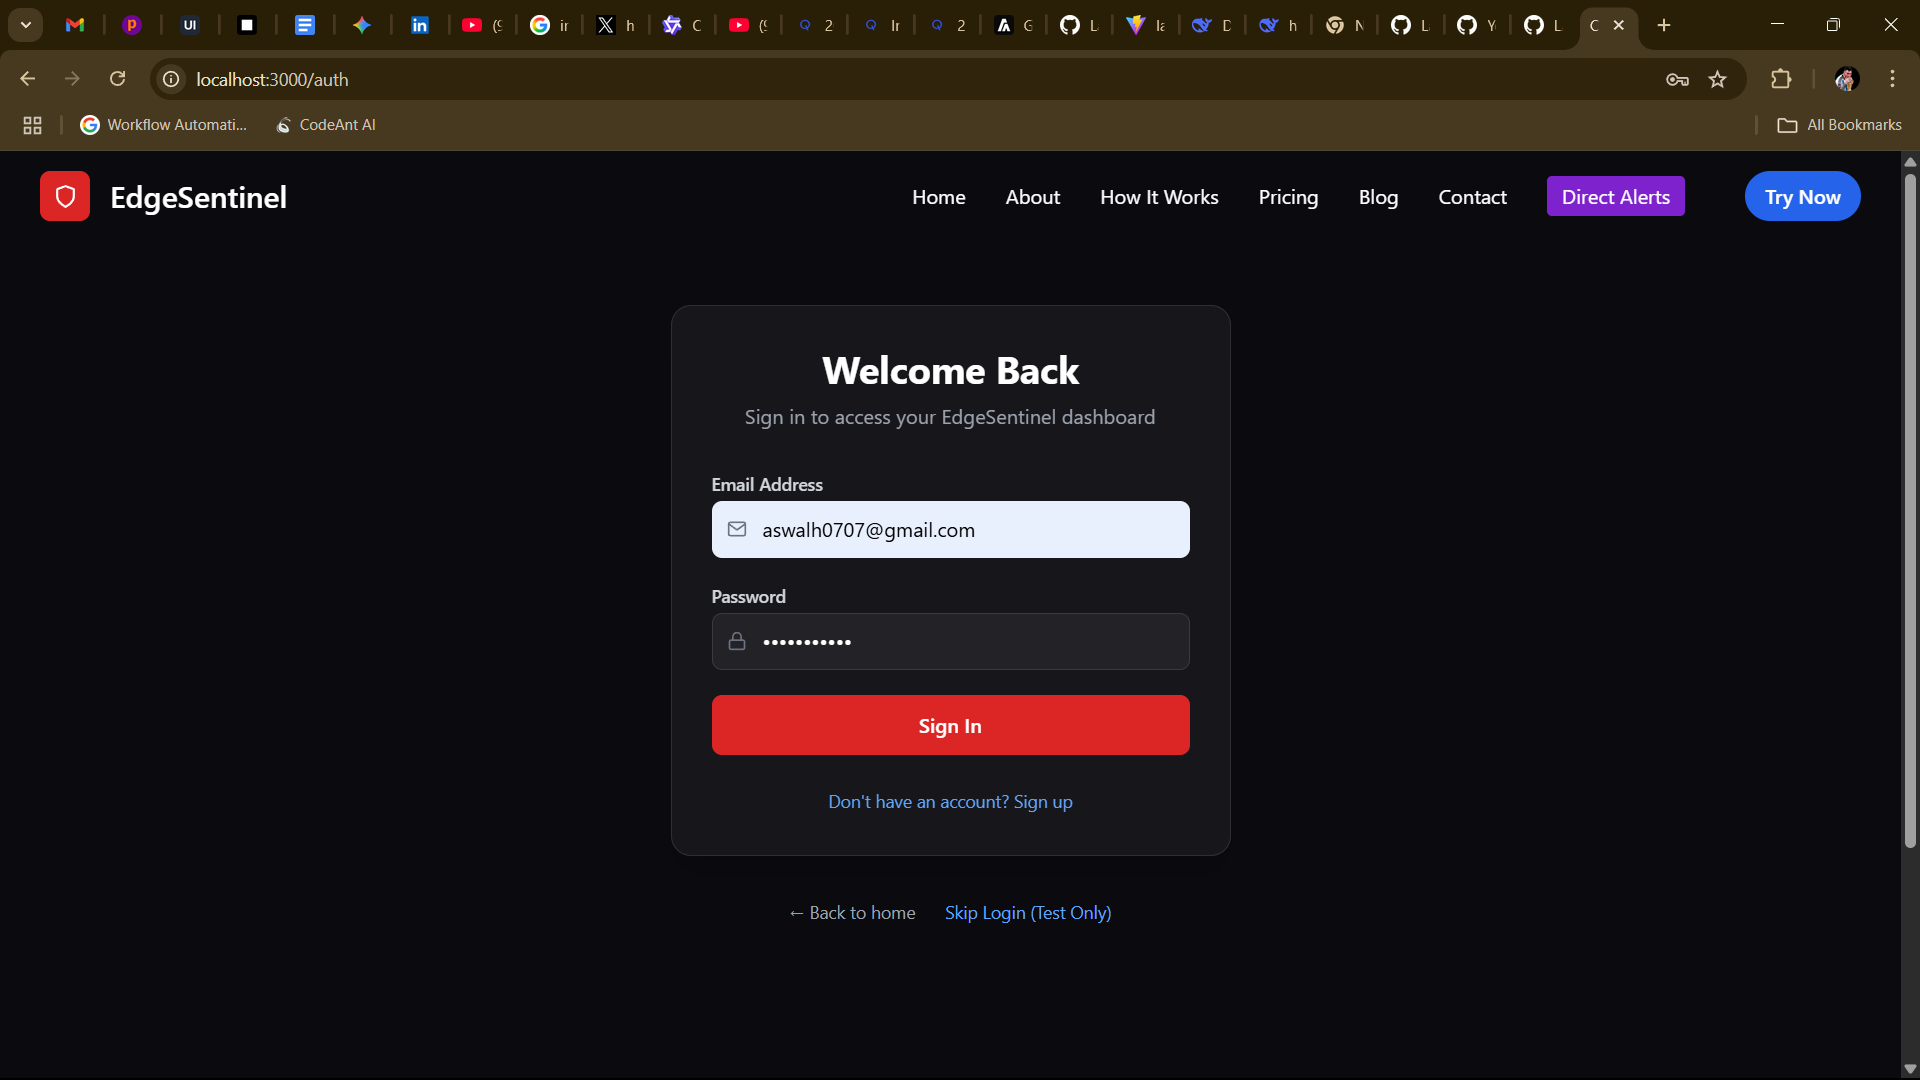 UI
localhost:3000/auth
Workflow Automati...
CodeAnt AI
All Bookmarks
EdgeSentinel
Home
About
How It Works
Pricing
Blog
Contact
Direct Alerts
Try Now
Welcome Back
Sign in to access your EdgeSentinel dashboard
Email Address
aswalh0707@gmail.com
Password
Sign In
Don't have an account? Sign up
← Back to home
Skip Login (Test Only)